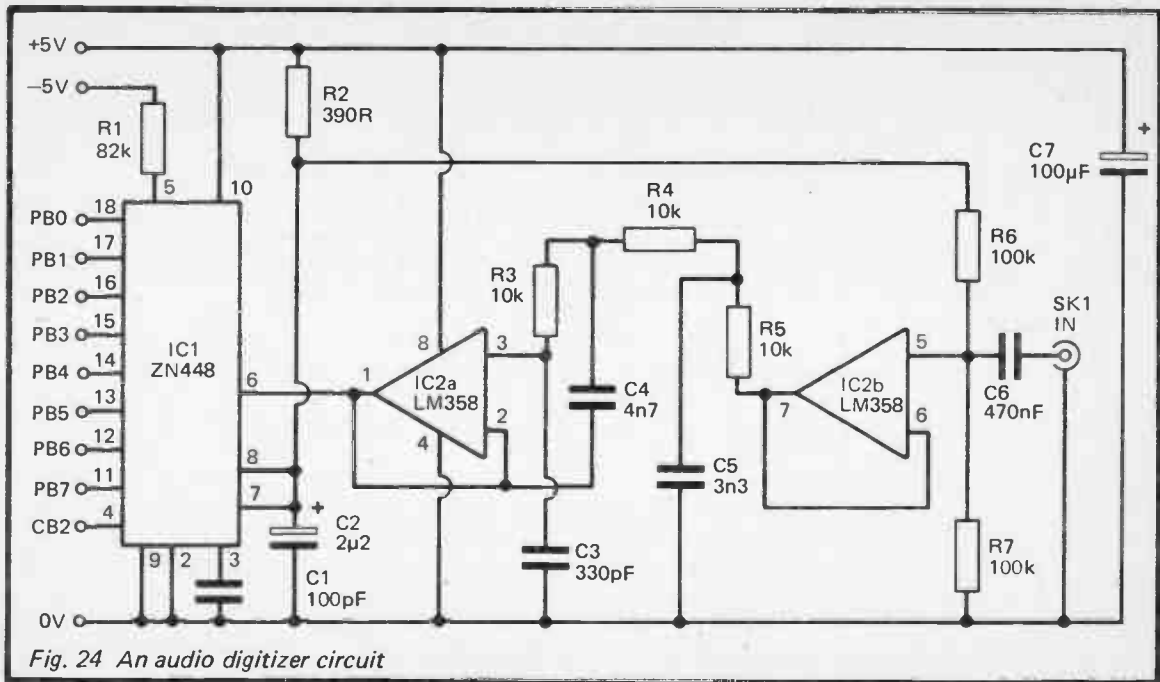 +5V
-5V
R1
82k
R2
390R
5
10
PB0
18
PB1
17
PB2
16
PB3
15
PB4
14
PB5
13
PB6
12
PB7
11
CB2
4
IC1
ZN448
6
8
7
9
2
3
C1
100pF
+
C2
2µ2
0V
1
8
IC2a
LM358
4
3
2
R3
10k
C3
330pF
C4
4n7
R4
10k
R5
10k
C5
3n3
7
IC2b
LM358
5
6
R6
100k
R7
100k
C6
470nF
SK1
IN
C7
100µF
+
Fig. 24 An audio digitizer circuit